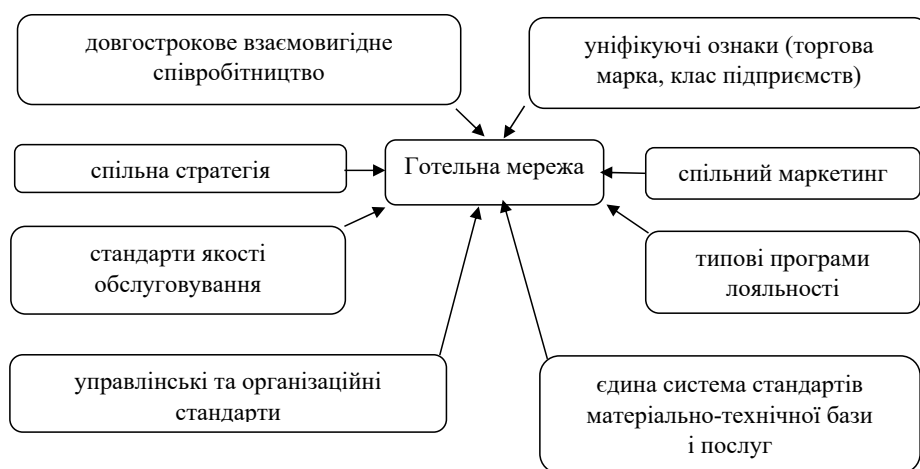 довгострокове взаємовигідне
співробітництво
уніфікуючі ознаки (торгова
марка, клас підприємств)
Готельна мережа
спільна стратегія
спільний маркетинг
стандарти якості
обслуговування
типові програми
лояльності
управлінські та організаційні
стандарти
єдина система стандартів
матеріально-технічної бази
і послуг